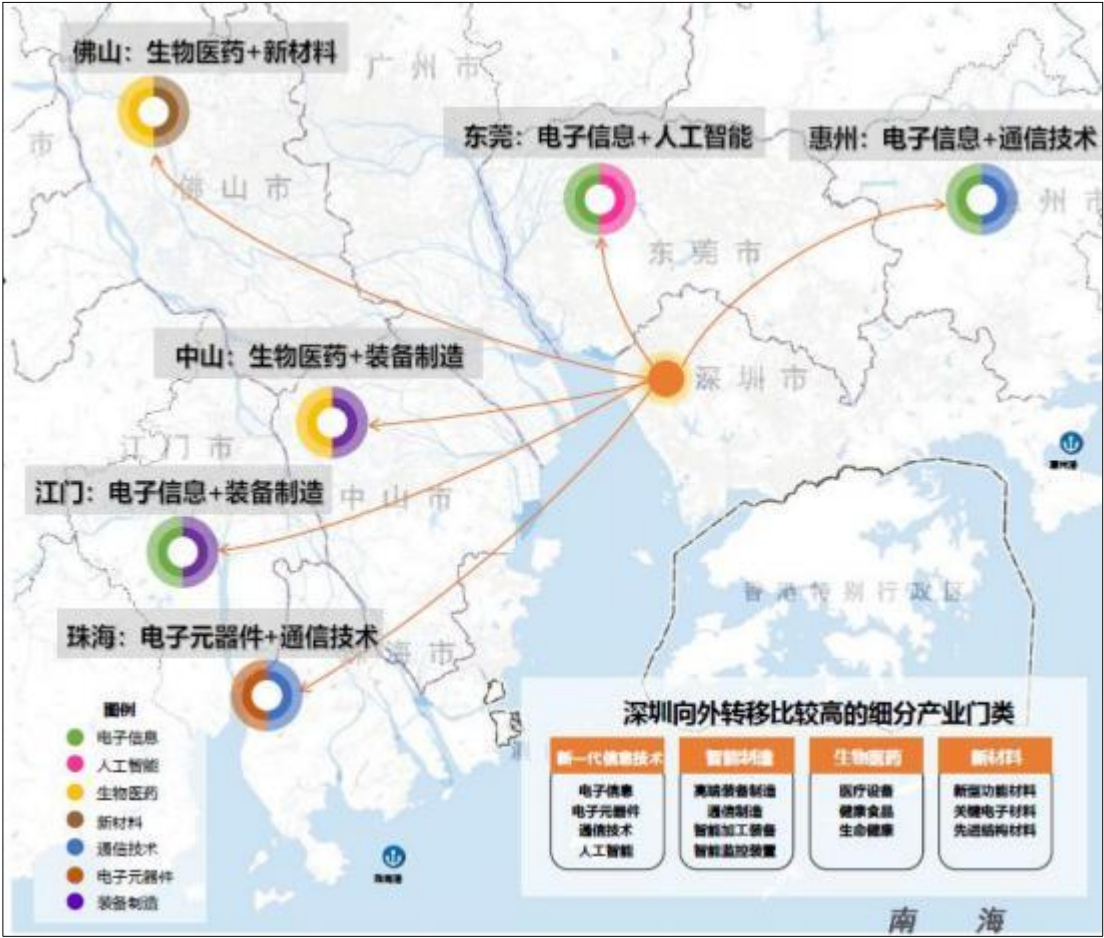 佛山：生物医药+新材料
广州市
东莞：电子信息+人工智能
惠州：电子信息+通信技术
市
佛山市
州市
东莞市
中山：生物医药+装备制造
深圳市
江门市
惠州港
江门：电子信息+装备制造
中山市
香港特别行政区
珠海：电子元器件+通信技术
海市
图例
电子信息
人工智能
生物医药
新材料
通信技术
电子元器件
装备制造
珠海港
深圳向外转移比较高的细分产业门类
新一代信息技术
电子信息
电子元器件
通信技术
人工智能
智能制造
高端装备制造
通信制造
智能加工装备
智能监控装置
生物医药
医疗设备
健康食品
生命健康
新材料
新型功能材料
关键电子材料
先进结构材料
南海